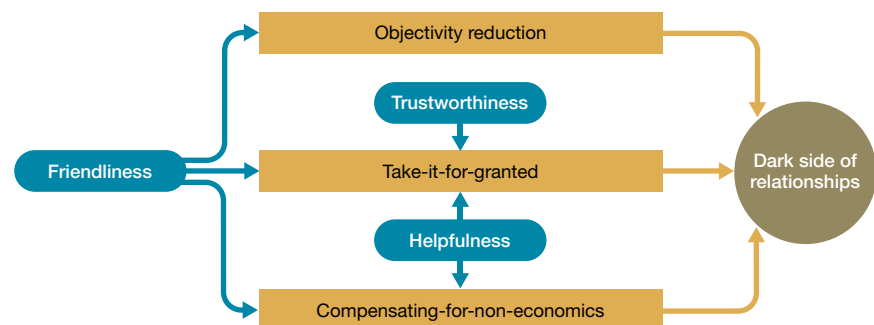 Objectivity reduction
Trustworthiness
Friendliness
Take-it-for-granted
Dark side of
relationships
Helpfulness
Compensating-for-non-economics